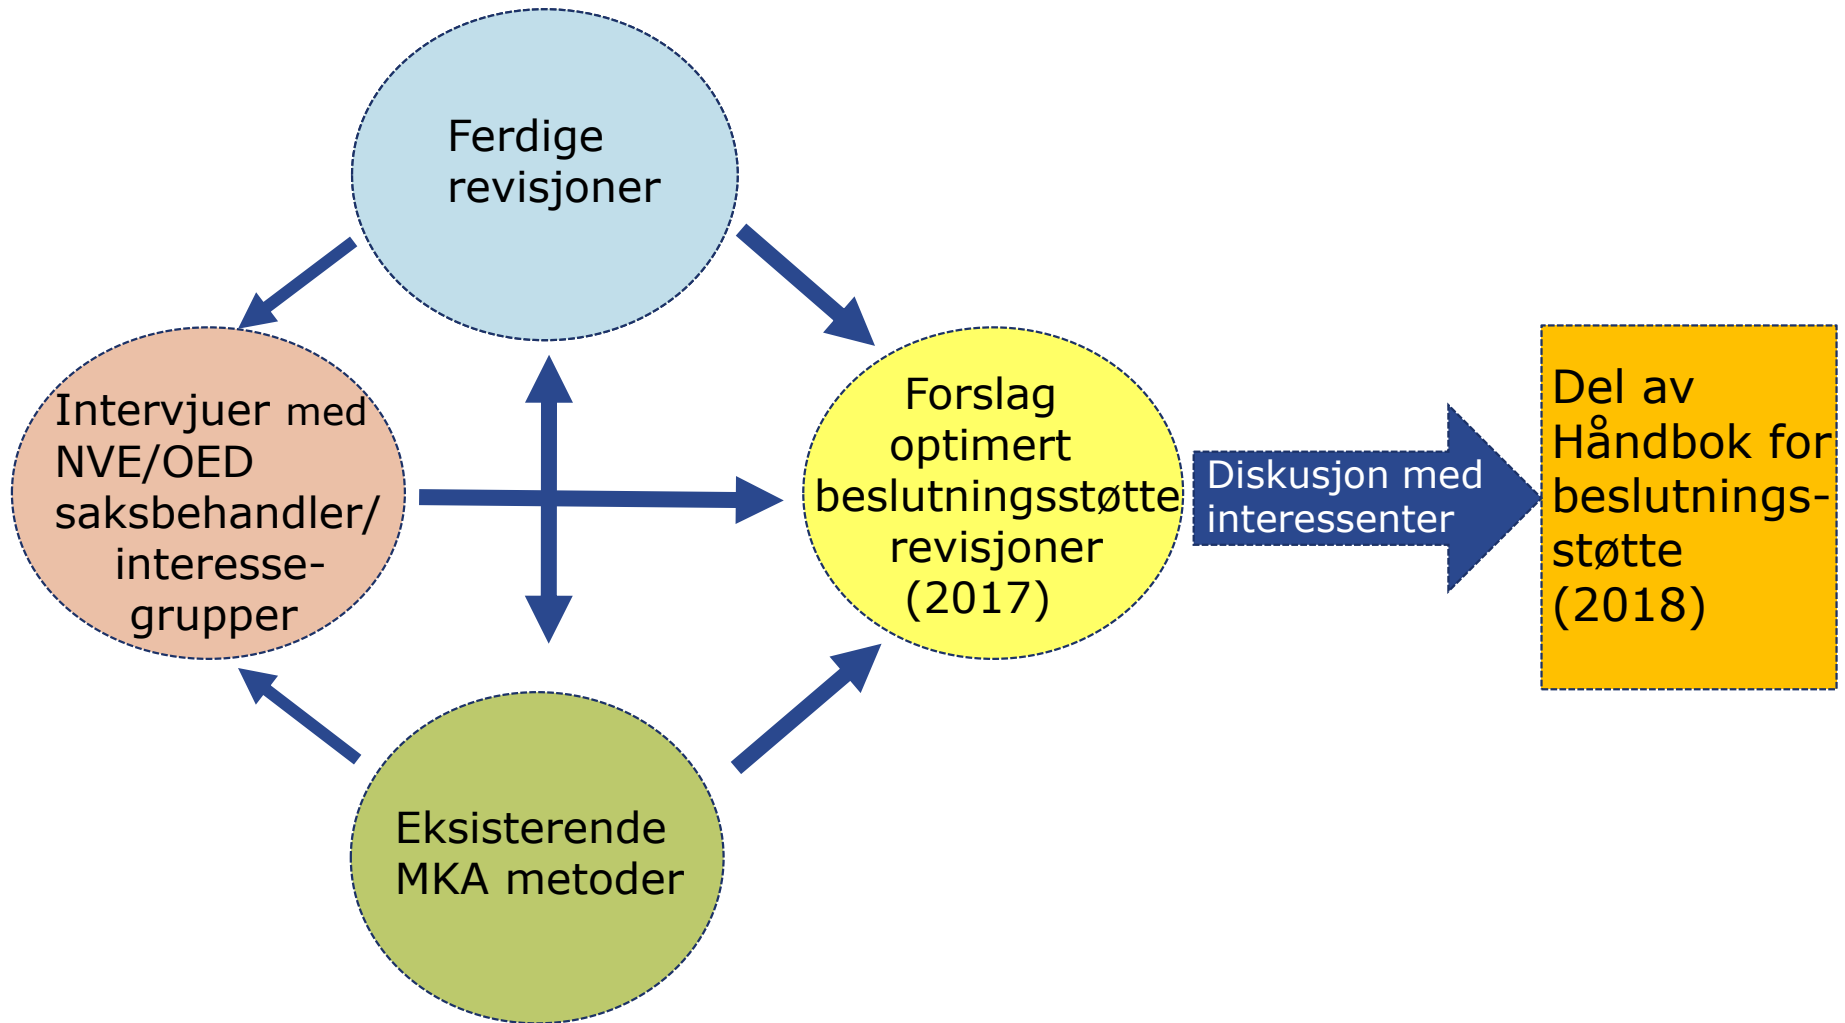 Ferdige
revisjoner
Intervjuer med
NVE/OED
saksbehandler/
interesse-
grupper
Forslag
optimert
beslutningsstøtte
revisjoner
(2017)
Diskusjon med
interessenter
Del av
Håndbok for
beslutnings-
støtte
(2018)
Eksisterende
MKA metoder